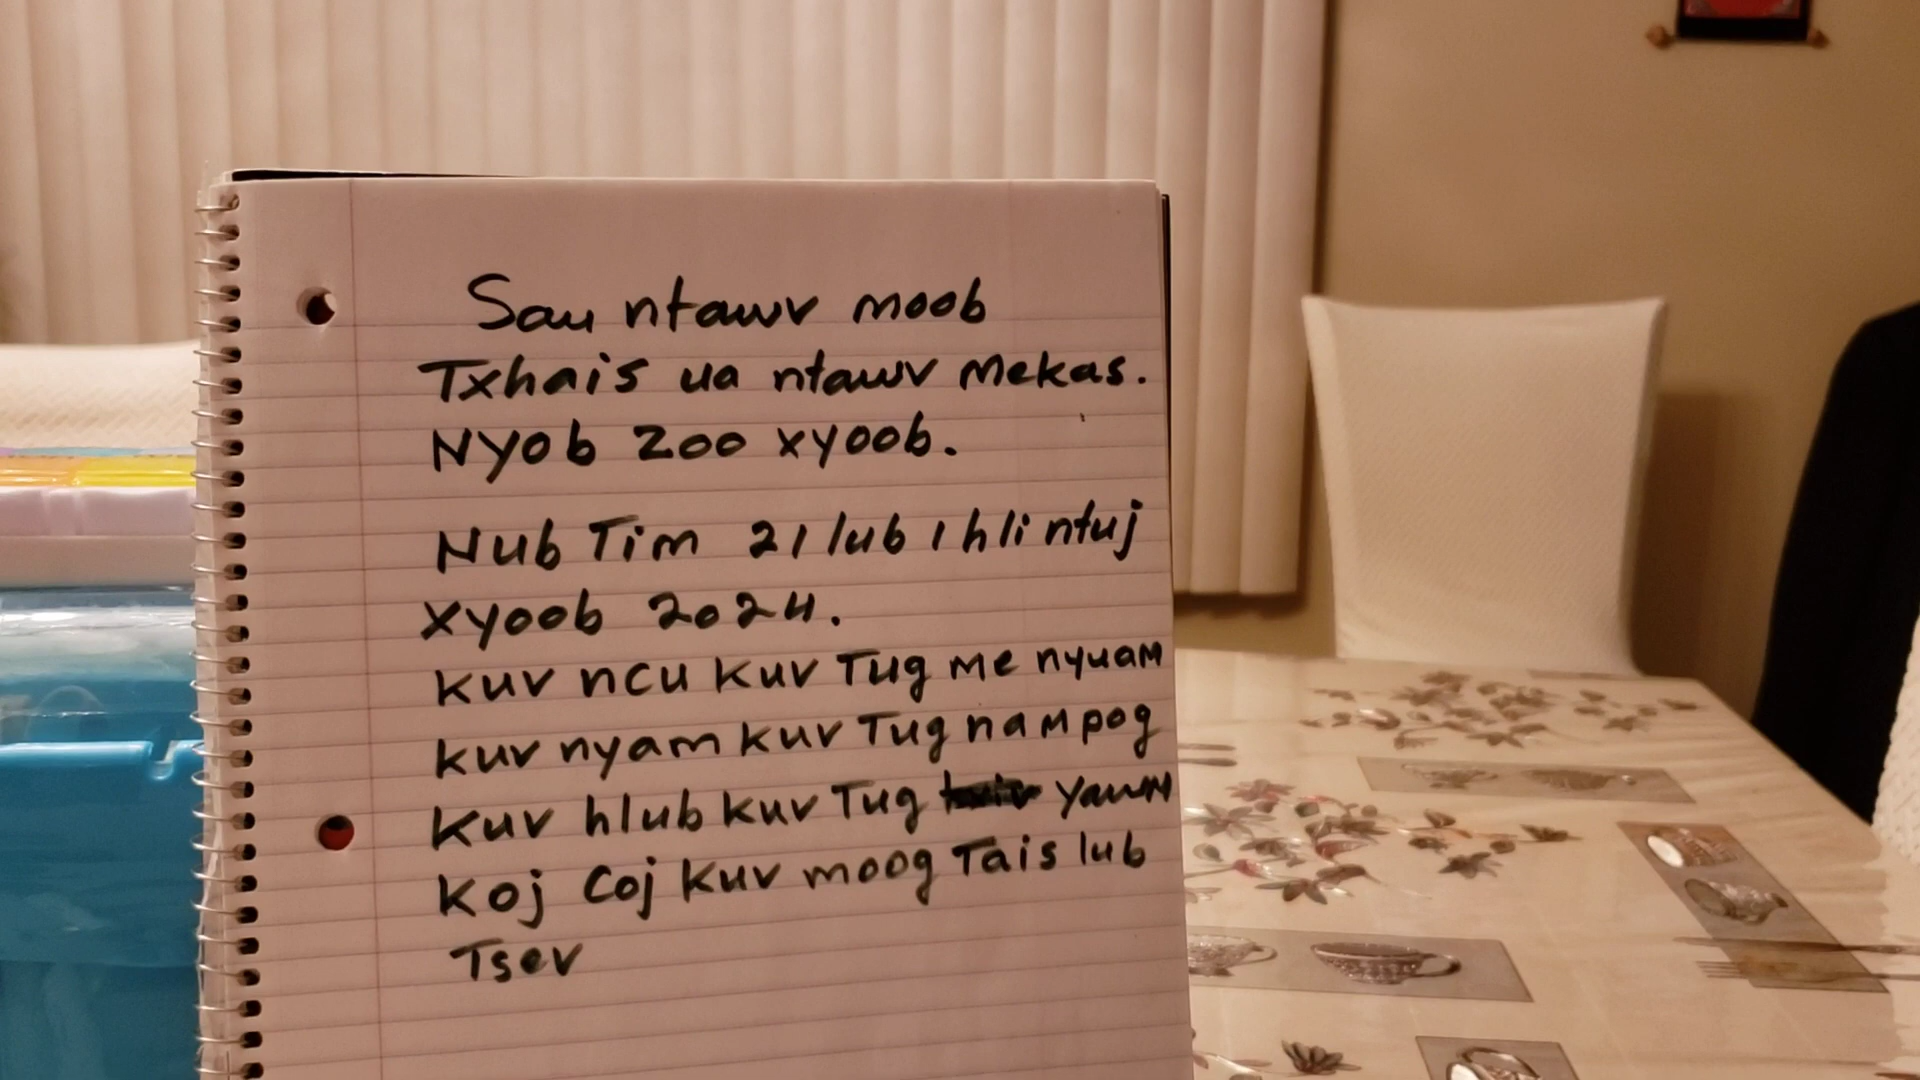 Sau ntawv moob
Txhais ua ntawv Mekas.
Nyob Zoo xyoob.
Nub Tim 21 lub 1 hli ntuj
Xyoob 2024.
Kuv ncu kuv Tug me nyuam
kuv nyam kuv Tug nam pog
Kuv hlub kuv Tug yawm
Koj coj kuv moog Tais lub
Tsev